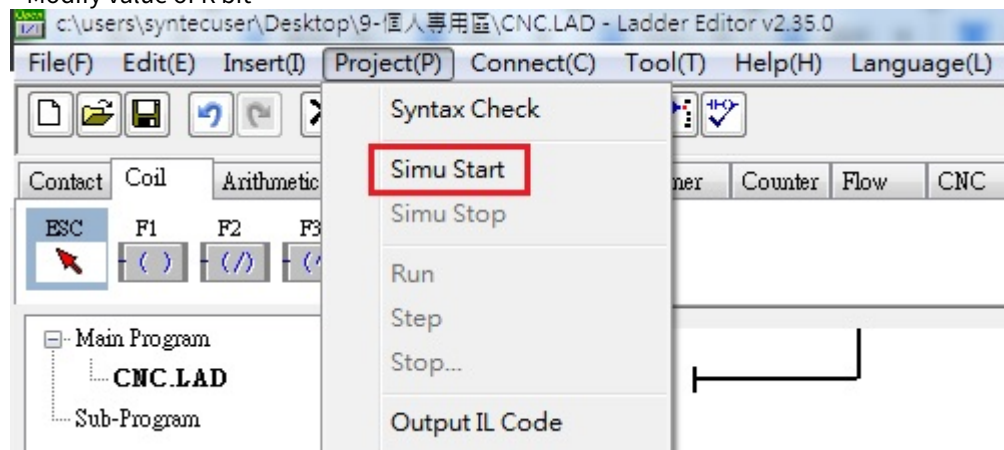 Modify value of R bit
c:\users\syntecuser\Desktop\9-個人專用區\CNC.LAD - Ladder Editor v2.35.0
File(F) Edit(E) Insert(I) Project(P) Connect(C) Tool(T) Help(H) Language(L)
Syntax Check
Contact Coil Arithmetic Counter Flow CNC
Simu Start
Simu Stop
ESC F1 F2 F3
( ) (/)
Run
Step
Stop...
Main Program
CNC.LAD
Sub-Program
Output IL Code